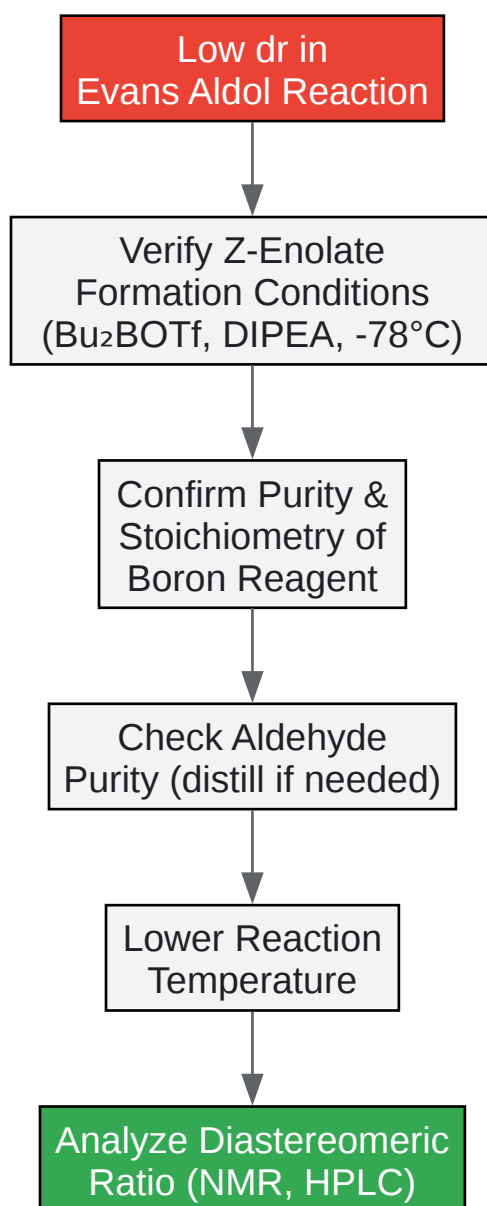 Low dr in
Evans Aldol Reaction
Verify Z-Enolate
Formation Conditions
(Bu₂BOTf, DIPEA, -78°C)
Confirm Purity &
Stoichiometry of
Boron Reagent
Check Aldehyde
Purity (distill if needed)
Lower Reaction
Temperature
Analyze Diastereomeric
Ratio (NMR, HPLC)